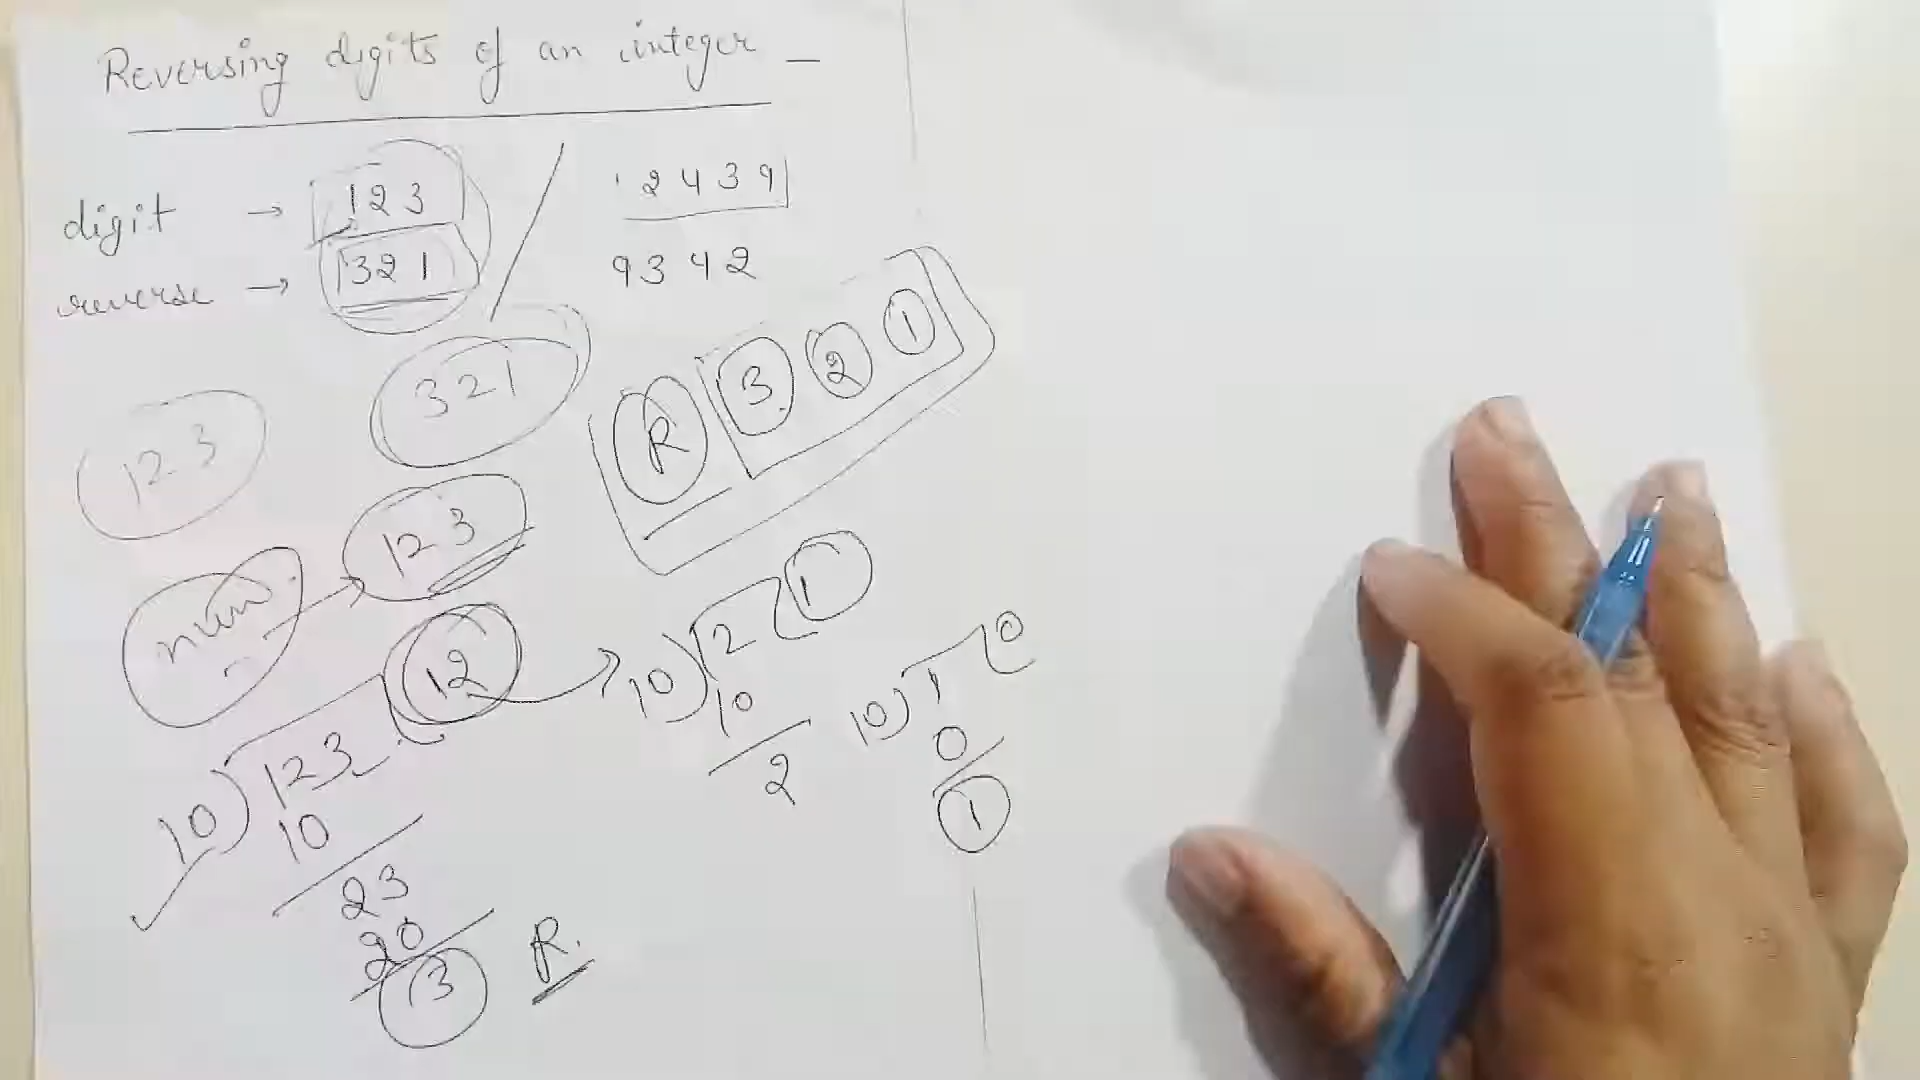 Reversing digits of an integer -
digit → 123
reverse → 321
2439
9342
321
123
R 3 2 1
num → 123
12
10) 123
10
23
20
3 R.
10) 12 1
10
2
10) 1 0
0
1